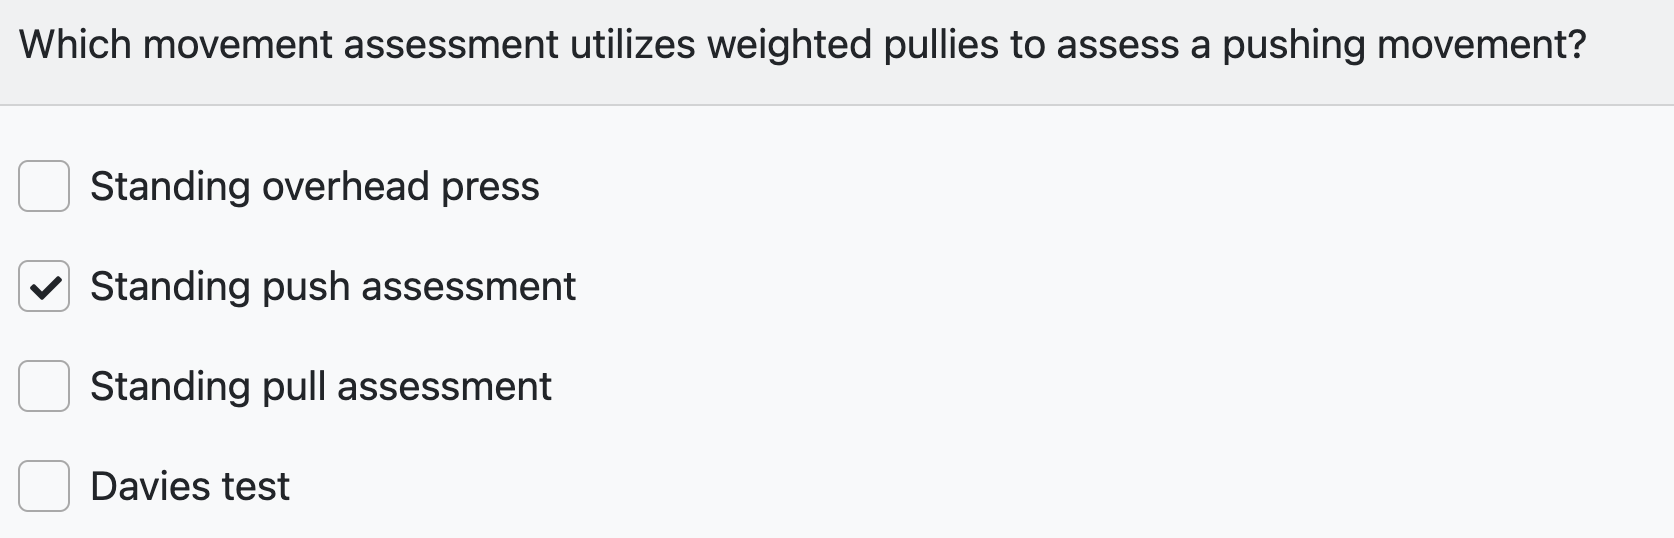 Which movement assessment utilizes weighted pullies to assess a pushing movement?
Standing overhead press
Standing push assessment
Standing pull assessment
Davies test